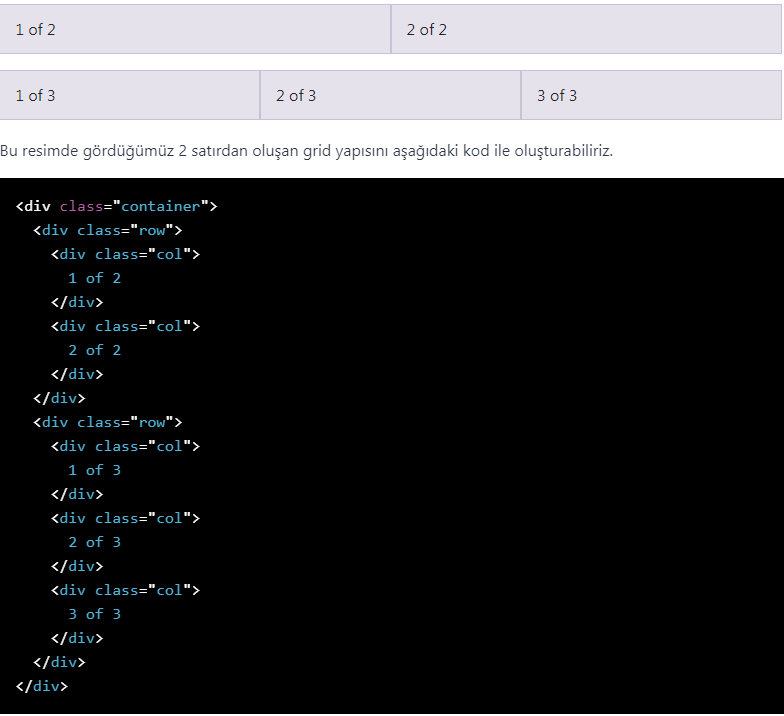 1 of 2 2 of 2
1 of 3 2 of 3 3 of 3
Bu resimde gördüğümüz 2 satırdan oluşan grid yapısını aşağıdaki kod ile oluşturabiliriz.
<div class="container">
  <div class="row">
    <div class="col">
      1 of 2
    </div>
    <div class="col">
      2 of 2
    </div>
  </div>
  <div class="row">
    <div class="col">
      1 of 3
    </div>
    <div class="col">
      2 of 3
    </div>
    <div class="col">
      3 of 3
    </div>
  </div>
</div>